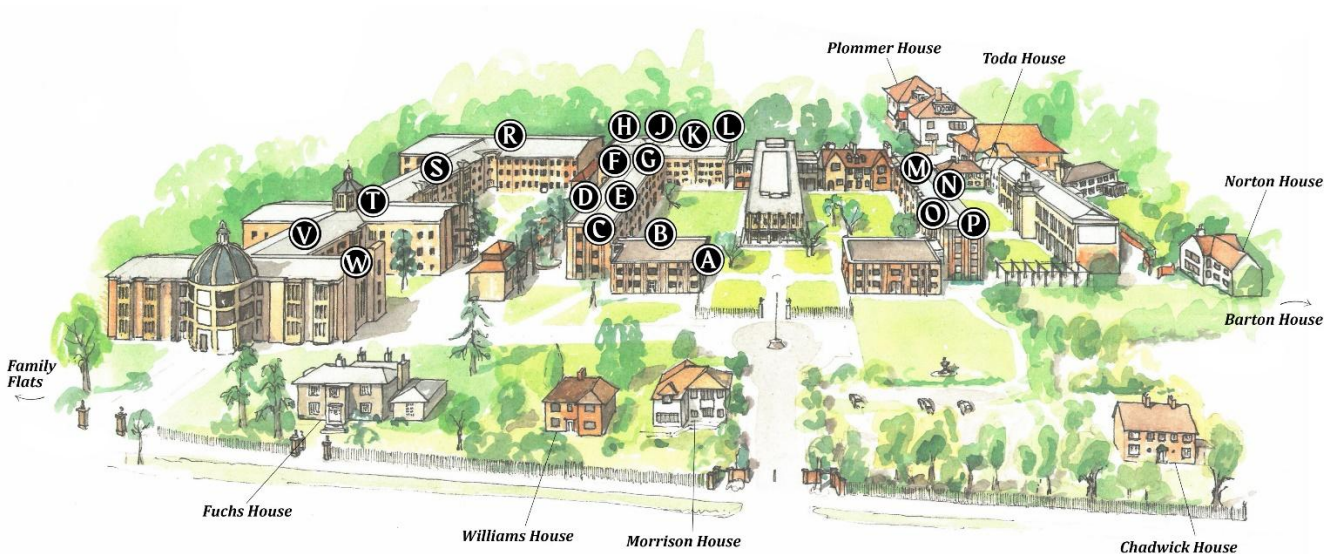 Plommer House
Toda House
H J K L
R
F G
S
M
N
D E
T
Norton House
O P
C B
V
W
A
Barton House
Family
Flats
Fuchs House
Williams House
Morrison House
Chadwick House